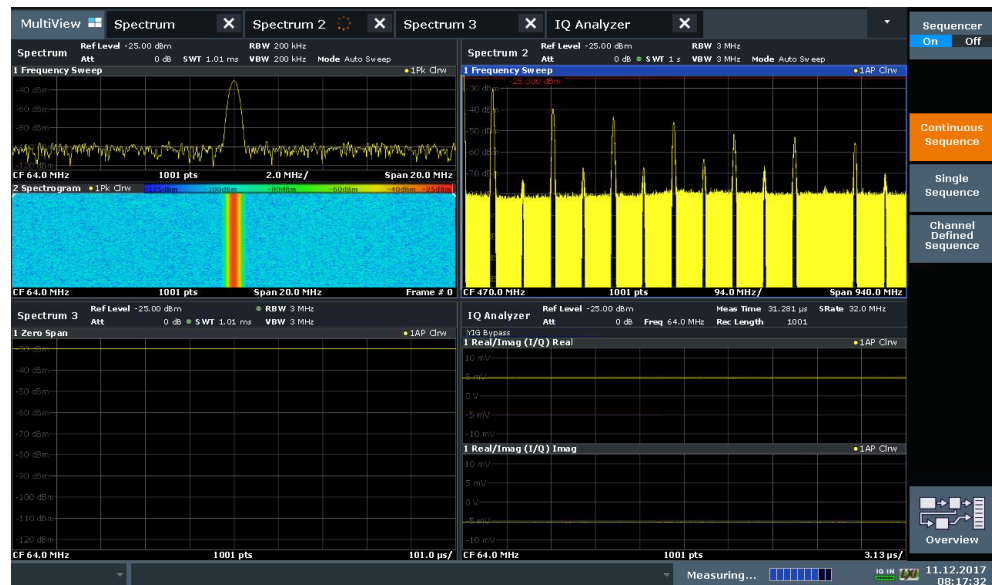 MultiView Spectrum X Spectrum 2 X Spectrum 3 X IQ Analyzer X
Sequencer
On Off
Continuous Sequence
Single Sequence
Channel Defined Sequence
Overview
Spectrum Ref Level -25.00 dBm RBW 200 kHz
Att 0 dB SWT 1.01 ms VBW 200 kHz Mode Auto Sweep
1 Frequency Sweep 1Pk Clrw
-40 dBm
-60 dBm
-80 dBm
CF 64.0 MHz 1001 pts 2.0 MHz/ Span 20.0 MHz
2 Spectrogram 1Pk Clrw -125dBm -100dBm -80dBm -60dBm -40dBm -25dBm
CF 64.0 MHz 1001 pts Span 20.0 MHz Frame # 0
Spectrum 2 Ref Level -25.00 dBm RBW 3 MHz
Att 0 dB SWT 1 s VBW 3 MHz Mode Auto Sweep
1 Frequency Sweep 1AP Clrw
-25.000 dBm
-30 dBm
-40 dBm
-50 dBm
-60 dBm
-70 dBm
CF 470.0 MHz 1001 pts 94.0 MHz/ Span 940.0 MHz
Spectrum 3 Ref Level -25.00 dBm RBW 3 MHz
Att 0 dB SWT 1.01 ms VBW 3 MHz
1 Zero Span 1AP Clrw
-30 dBm
-40 dBm
-50 dBm
-60 dBm
-70 dBm
-80 dBm
-90 dBm
-100 dBm
-110 dBm
-120 dBm
CF 64.0 MHz 1001 pts 101.0 µs/
IQ Analyzer Ref Level -25.00 dBm Meas Time 31.281 µs SRate 32.0 MHz
Att 0 dB Freq 64.0 MHz Rec Length 1001
YIG Bypass
1 Real/Imag (I/Q) Real 1AP Clrw
10 mV
5 mV
0 V
-5 mV
-10 mV
1 Real/Imag (I/Q) Imag 1AP Clrw
10 mV
5 mV
0 V
-5 mV
-10 mV
CF 64.0 MHz 1001 pts 3.13 µs/
Measuring... IQ IN LXI 11.12.2017
08:17:32